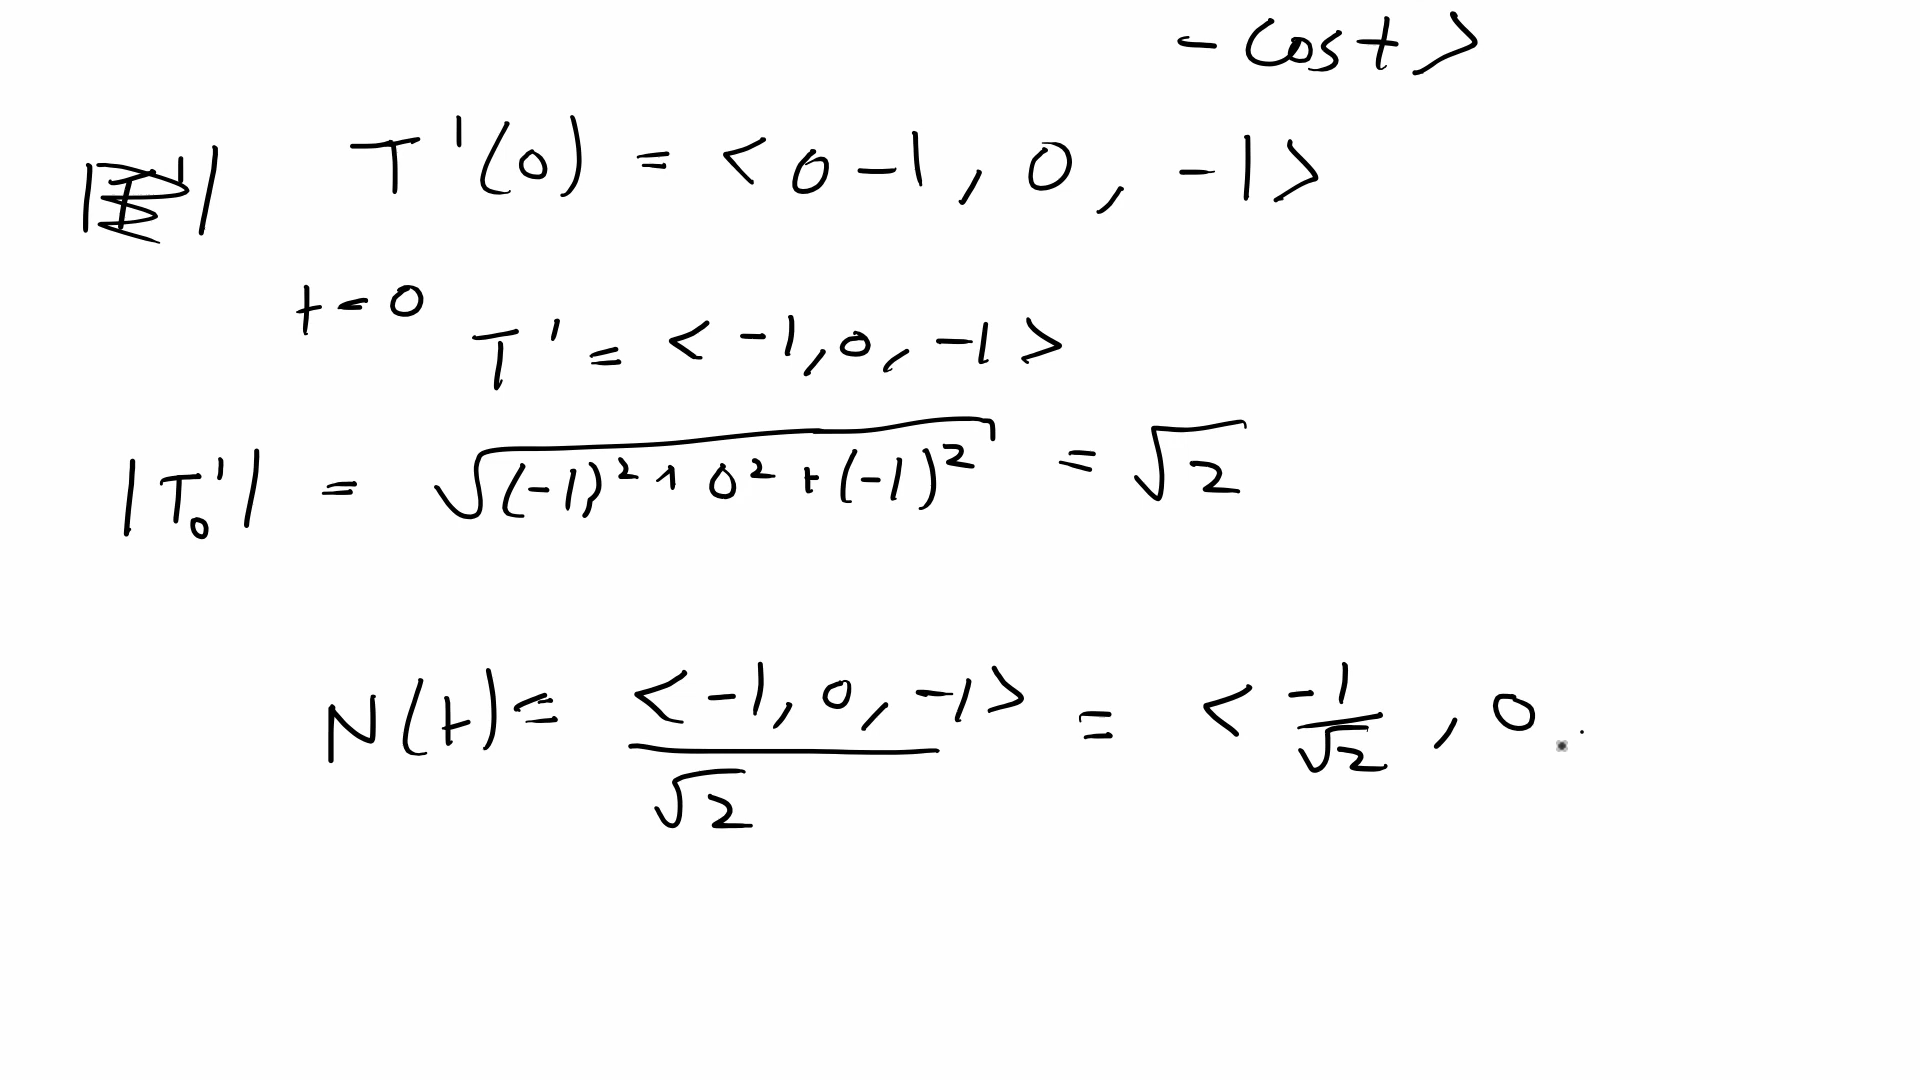 - cos t >
T'(0) = < 0 - 1 , 0 , -1 >
t = 0
T' = < -1 , 0 , -1 >
|T₀'| = √((-1)² + 0² + (-1)²) = √2
N(t) = < -1 , 0 , -1 > / √2 = < -1/√2 , 0